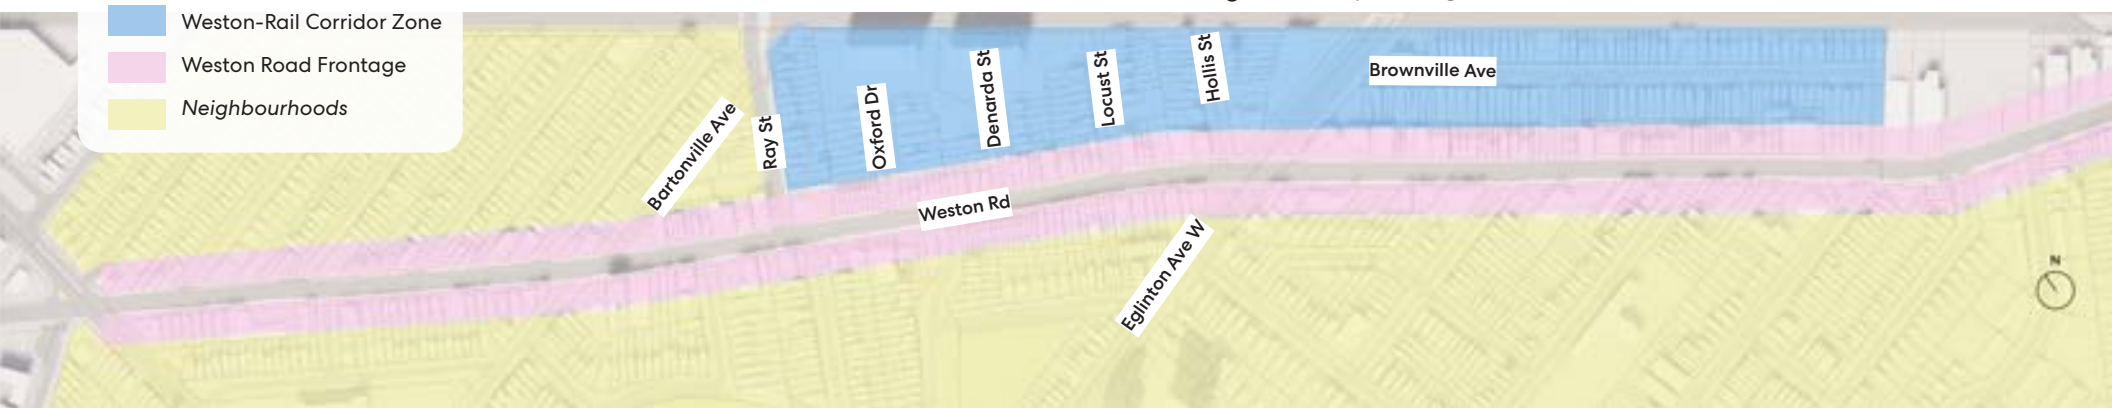 Weston-Rail Corridor Zone
Weston Road Frontage
Neighbourhoods
Bartonville Ave
Ray St
Oxford Dr
Denarda St
Locust St
Hollis St
Brownville Ave
Weston Rd
Eglinton Ave W
N